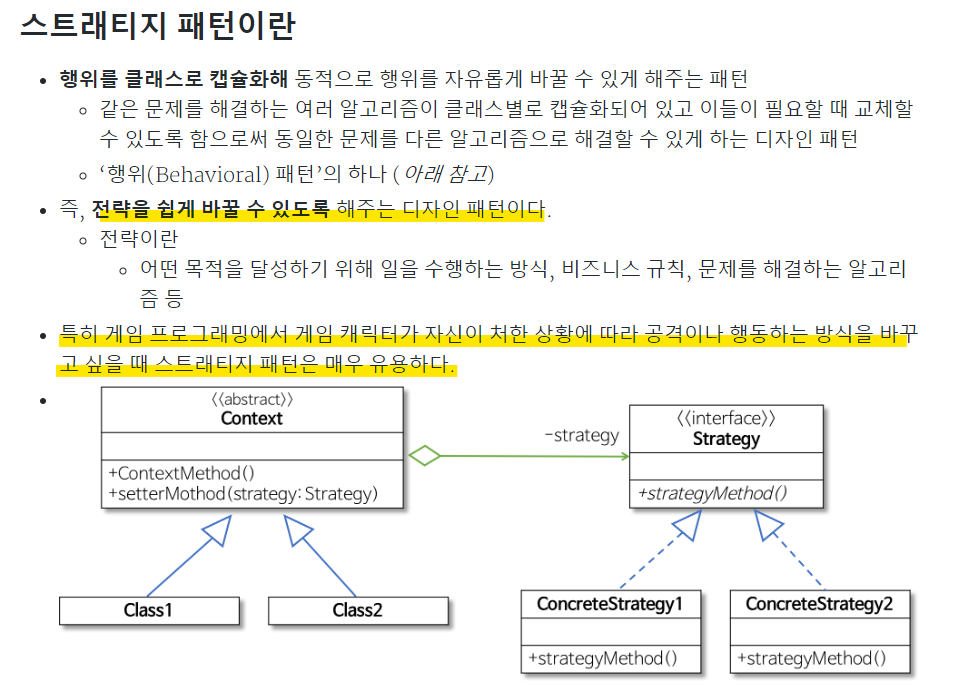 스트래티지 패턴이란
• 행위를 클래스로 캡슐화해 동적으로 행위를 자유롭게 바꿀 수 있게 해주는 패턴
◦ 같은 문제를 해결하는 여러 알고리즘이 클래스별로 캡슐화되어 있고 이들이 필요할 때 교체할
수 있도록 함으로써 동일한 문제를 다른 알고리즘으로 해결할 수 있게 하는 디자인 패턴
◦ ‘행위(Behavioral) 패턴’의 하나 (아래 참고)
• 즉, 전략을 쉽게 바꿀 수 있도록 해주는 디자인 패턴이다.
◦ 전략이란
◦ 어떤 목적을 달성하기 위해 일을 수행하는 방식, 비즈니스 규칙, 문제를 해결하는 알고리
즘 등
• 특히 게임 프로그래밍에서 게임 캐릭터가 자신이 처한 상황에 따라 공격이나 행동하는 방식을 바꾸
고 싶을 때 스트래티지 패턴은 매우 유용하다.
<<abstract>>
Context
+ContextMethod()
+setterMothod(strategy: Strategy)
-strategy
<<interface>>
Strategy
+strategyMethod()
Class1
Class2
ConcreteStrategy1
+strategyMethod()
ConcreteStrategy2
+strategyMethod()